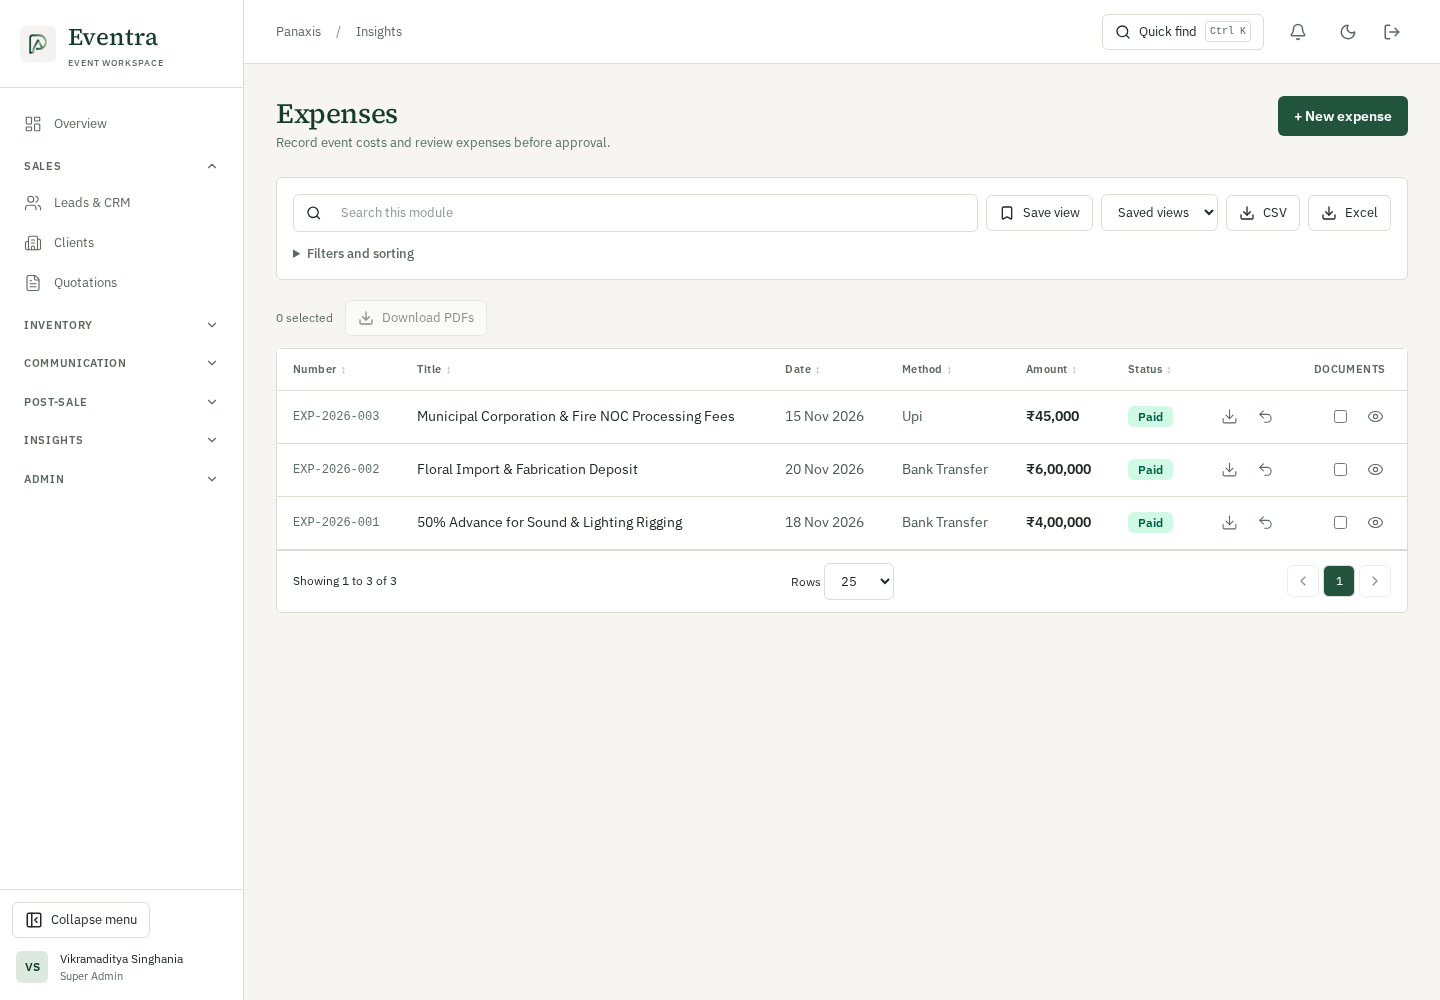 Eventra
EVENT WORKSPACE
Overview
SALES
Leads & CRM
Clients
Quotations
INVENTORY
COMMUNICATION
POST-SALE
INSIGHTS
ADMIN
Collapse menu
VS
Vikramaditya Singhania
Super Admin
Panaxis / Insights
Quick find Ctrl K
Expenses
Record event costs and review expenses before approval.
+ New expense
Search this module
Save view
Saved views
CSV
Excel
Filters and sorting
0 selected
Download PDFs
Number ↕ Title ↕ Date ↕ Method ↕ Amount ↕ Status ↕ DOCUMENTS
EXP-2026-003 Municipal Corporation & Fire NOC Processing Fees 15 Nov 2026 Upi ₹45,000 Paid
EXP-2026-002 Floral Import & Fabrication Deposit 20 Nov 2026 Bank Transfer ₹6,00,000 Paid
EXP-2026-001 50% Advance for Sound & Lighting Rigging 18 Nov 2026 Bank Transfer ₹4,00,000 Paid
Showing 1 to 3 of 3 Rows 25 1